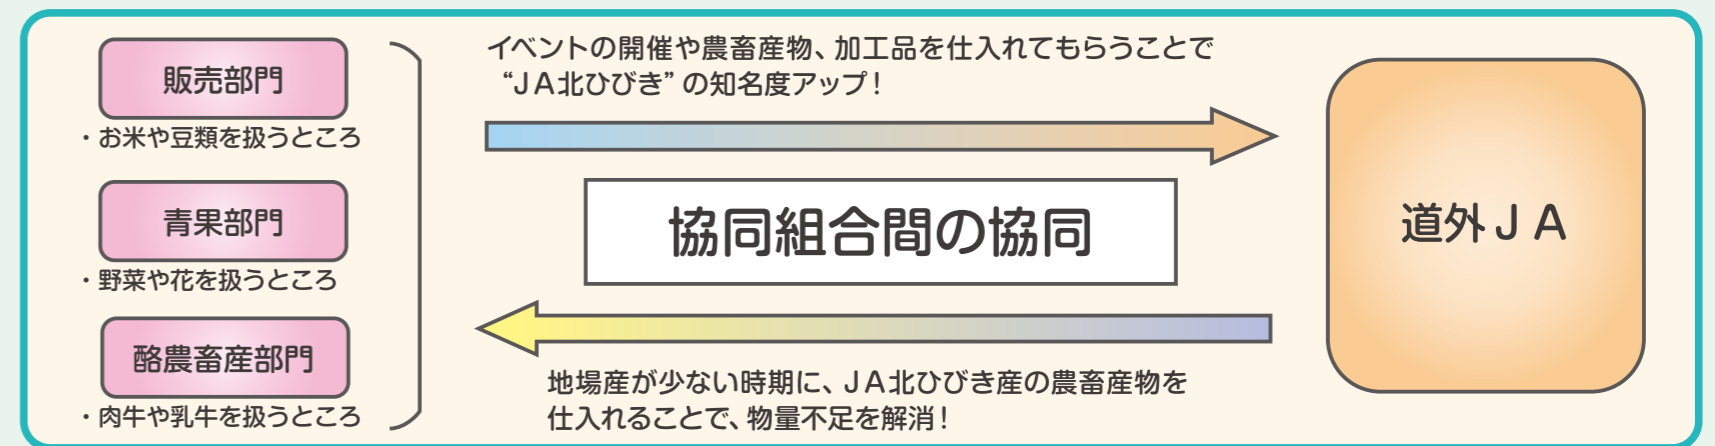 販売部門
・お米や豆類を扱うところ
青果部門
・野菜や花を扱うところ
酪農畜産部門
・肉牛や乳牛を扱うところ
イベントの開催や農畜産物、加工品を仕入れてもらうことで
“JA北ひびき”の知名度アップ！
協同組合間の協同
地場産が少ない時期に、JA北ひびき産の農畜産物を
仕入れることで、物量不足を解消！
道外JA